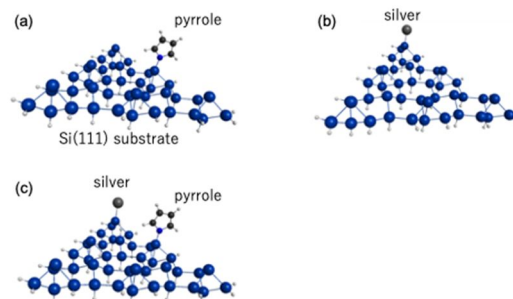 (a)
pyrrole
Si(111) substrate
(b)
silver
(c)
silver
pyrrole